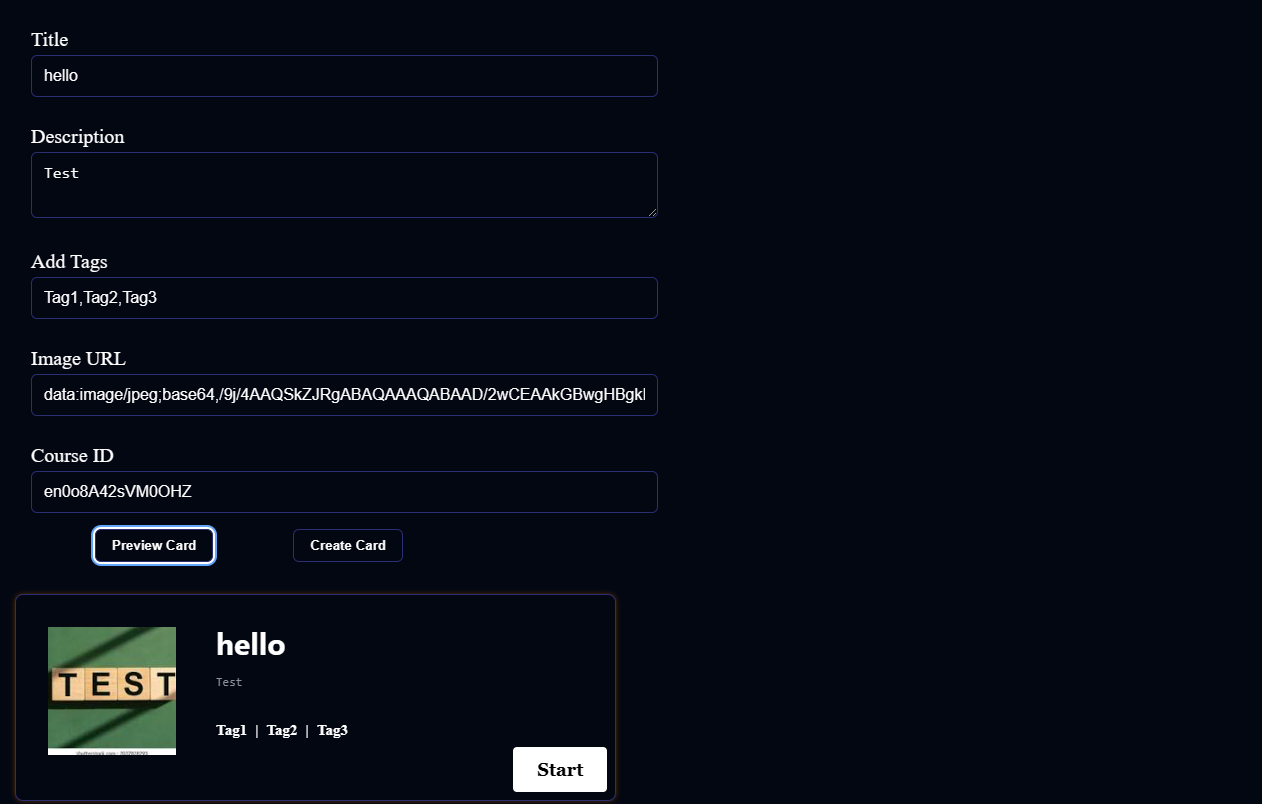 Title
hello
Description
Test
Add Tags
Tag1,Tag2,Tag3
Image URL
data:image/jpeg;base64,/9j/4AAQSkZJRgABAQAAAQABAAD/2wCEAAkGBwgHBgk
Course ID
en0o8A42sVM0OHZ
Preview Card Create Card
TEST
hello
Test
Tag1 | Tag2 | Tag3
Start